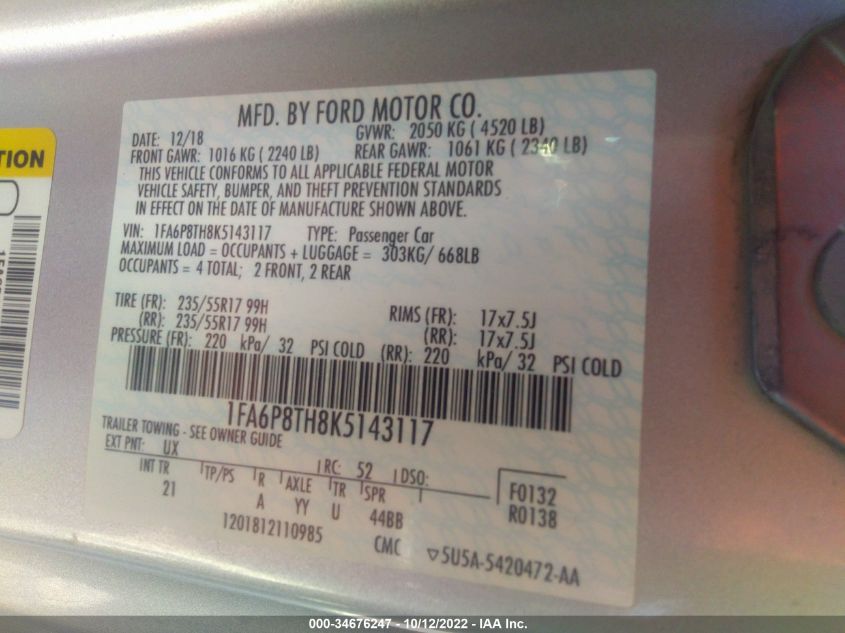 MFD. BY FORD MOTOR CO.
DATE: 12/18 GVWR: 2050 KG ( 4520 LB)
FRONT GAWR: 1016 KG ( 2240 LB) REAR GAWR: 1061 KG ( 2340 LB)
THIS VEHICLE CONFORMS TO ALL APPLICABLE FEDERAL MOTOR
VEHICLE SAFETY, BUMPER, AND THEFT PREVENTION STANDARDS
IN EFFECT ON THE DATE OF MANUFACTURE SHOWN ABOVE.
VIN: 1FA6P8TH8K5143117 TYPE: Passenger Car
MAXIMUM LOAD = OCCUPANTS + LUGGAGE = 303KG/ 668LB
OCCUPANTS = 4 TOTAL; 2 FRONT, 2 REAR
TIRE (FR): 235/55R17 99H RIMS (FR): 17x7.5J
(RR): 235/55R17 99H (RR): 17x7.5J
PRESSURE (FR): 220 kPa/ 32 PSI COLD (RR): 220 kPa/ 32 PSI COLD
1FA6P8TH8K5143117
TRAILER TOWING - SEE OWNER GUIDE
EXT PNT: UX RC: 52 DSO:
INT TR TP/PS R AXLE TR SPR F0132
21 A YY U 44BB R0138
1201812110985 CMC 5U5A-5420472-AA
TION
000-34676247 - 10/12/2022 - IAA Inc.